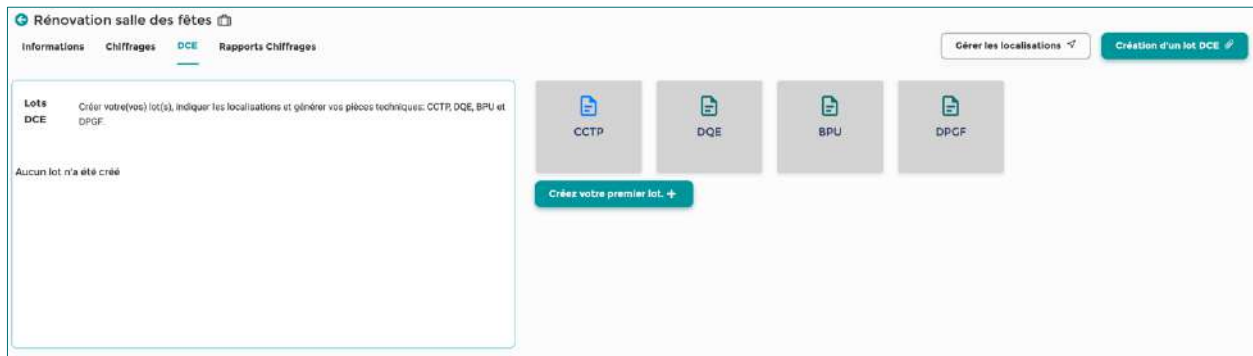 Rénovation salle des fêtes
Informations Chiffrages DCE Rapports Chiffrages
Gérer les localisations
Création d'un lot DCE
Lots DCE
Créer votre(vos) lot(s), indiquer les localisations et générer vos pièces techniques: CCTP, DQE, BPU et
DPGF.
Aucun lot n'a été créé
CCTP DQE BPU DPGF
Créez votre premier lot. +